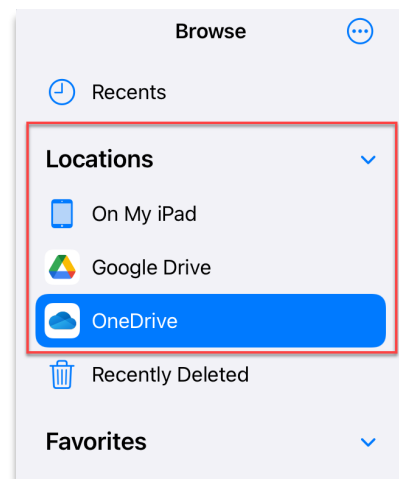 Browse
Recents
Locations
On My iPad
Google Drive
OneDrive
Recently Deleted
Favorites